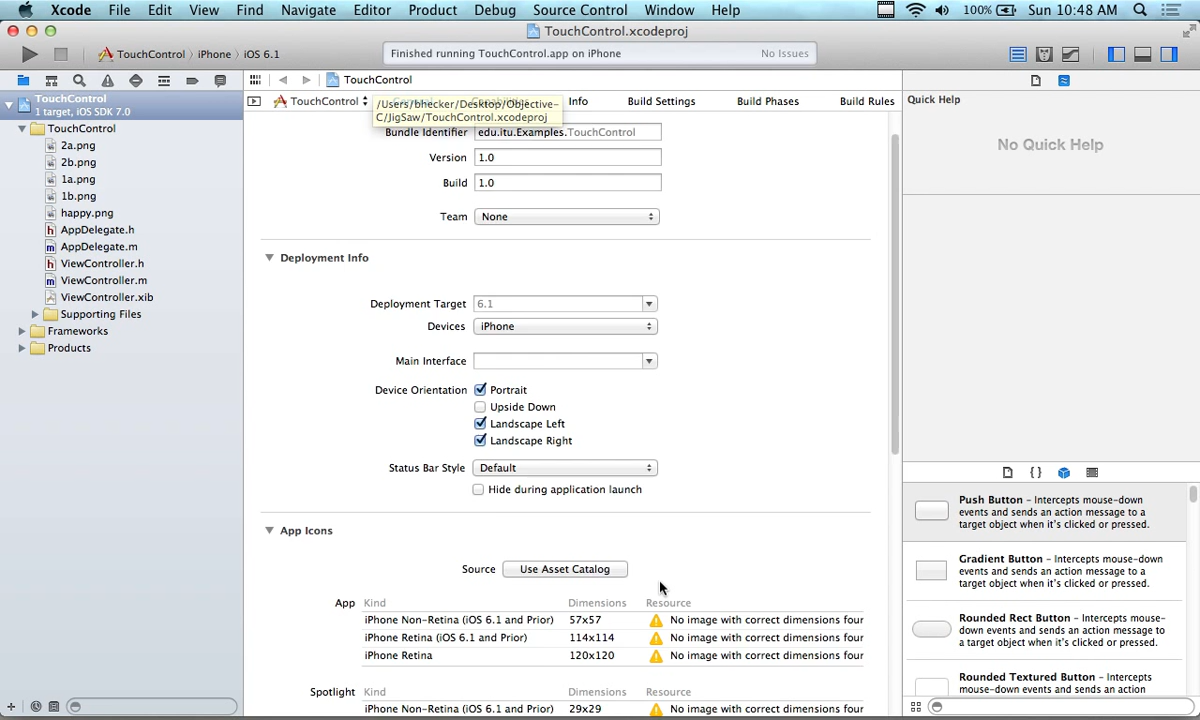 Xcode File Edit View Find Navigate Editor Product Debug Source Control Window Help 100% Sun 10:48 AM
TouchControl.xcodeproj
TouchControl iPhone iOS 6.1
Finished running TouchControl.app on iPhone No Issues
TouchControl
TouchControl
1 target, iOS SDK 7.0
TouchControl
2a.png
2b.png
1a.png
1b.png
happy.png
AppDelegate.h
AppDelegate.m
ViewController.h
ViewController.m
ViewController.xib
Supporting Files
Frameworks
Products
TouchControl Info Build Settings Build Phases Build Rules
/Users/bhicker/Desktop/Objective-
C/JigSaw/TouchControl.xcodeproj
Bundle Identifier edu.itu.Examples.TouchControl
Version 1.0
Build 1.0
Team None
Deployment Info
Deployment Target 6.1
Devices iPhone
Main Interface
Device Orientation Portrait
Upside Down
Landscape Left
Landscape Right
Status Bar Style Default
Hide during application launch
App Icons
Source Use Asset Catalog
App Kind Dimensions Resource
iPhone Non-Retina (iOS 6.1 and Prior) 57x57 No image with correct dimensions four
iPhone Retina (iOS 6.1 and Prior) 114x114 No image with correct dimensions four
iPhone Retina 120x120 No image with correct dimensions four
Spotlight Kind Dimensions Resource
iPhone Non-Retina (iOS 6.1 and Prior) 29x29 No image with correct dimensions four
Quick Help
No Quick Help
Push Button - Intercepts mouse-down
events and sends an action message to a
target object when it's clicked or pressed.
Gradient Button - Intercepts mouse-down
events and sends an action message to a
target object when it's clicked or pressed.
Rounded Rect Button - Intercepts mouse-
down events and sends an action message to
a target object when it's clicked or pressed.
Rounded Textured Button - Intercepts
mouse-down events and sends an action